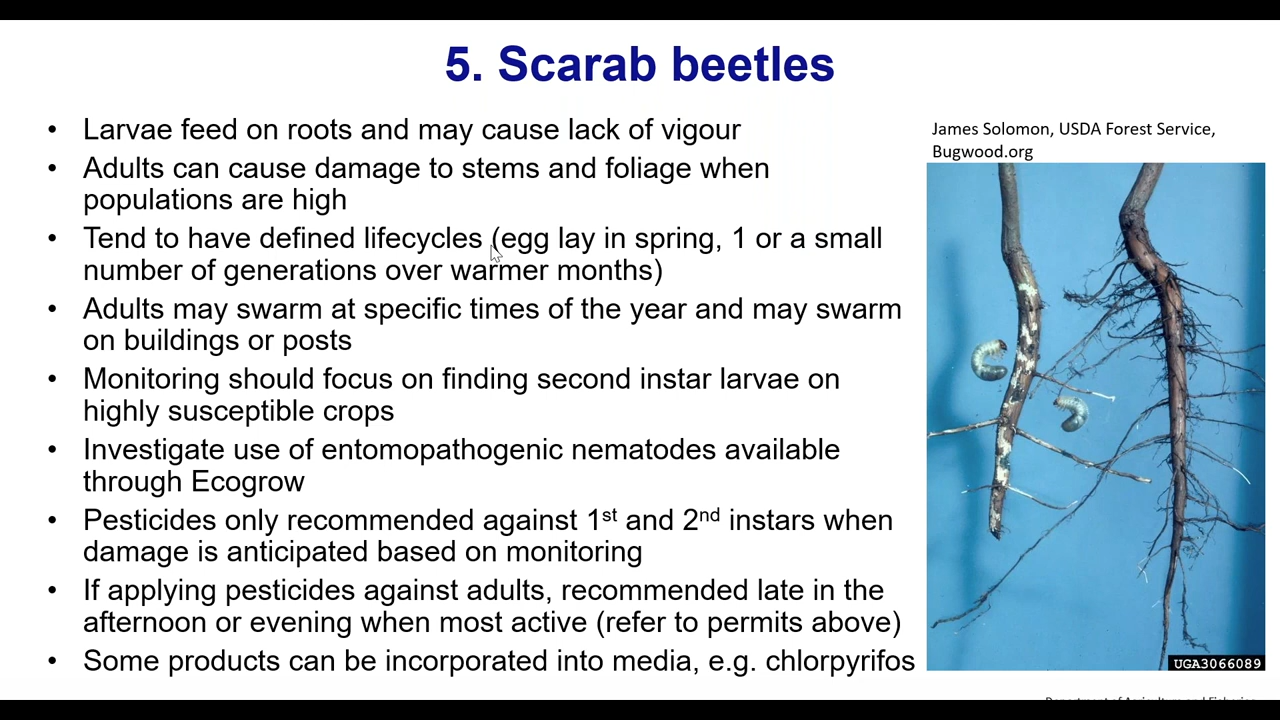 5. Scarab beetles
• Larvae feed on roots and may cause lack of vigour
• Adults can cause damage to stems and foliage when
populations are high
• Tend to have defined lifecycles (egg lay in spring, 1 or a small
number of generations over warmer months)
• Adults may swarm at specific times of the year and may swarm
on buildings or posts
• Monitoring should focus on finding second instar larvae on
highly susceptible crops
• Investigate use of entomopathogenic nematodes available
through Ecogrow
• Pesticides only recommended against 1st and 2nd instars when
damage is anticipated based on monitoring
• If applying pesticides against adults, recommended late in the
afternoon or evening when most active (refer to permits above)
• Some products can be incorporated into media, e.g. chlorpyrifos
James Solomon, USDA Forest Service,
Bugwood.org
UGA3066089